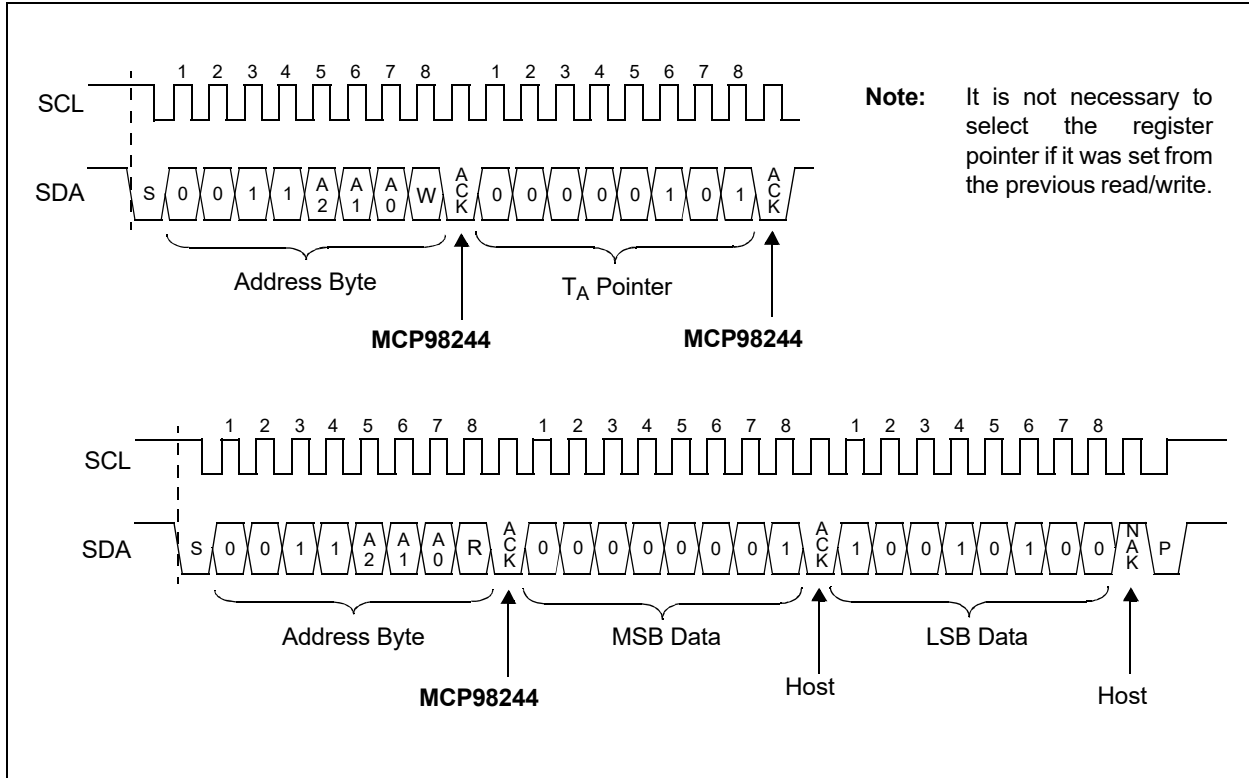 1 2 3 4 5 6 7 8 1 2 3 4 5 6 7 8
SCL
SDA
S 0 0 1 1 A2 A1 A0 W ACK 0 0 0 0 0 1 0 1 ACK
Address Byte
TA Pointer
MCP98244
MCP98244
Note: It is not necessary to
select the register
pointer if it was set from
the previous read/write.
1 2 3 4 5 6 7 8 1 2 3 4 5 6 7 8 1 2 3 4 5 6 7 8
SCL
SDA
S 0 0 1 1 A2 A1 A0 R ACK 0 0 0 0 0 0 0 1 ACK 1 0 0 1 0 1 0 0 NAK P
Address Byte
MSB Data
LSB Data
MCP98244
Host
Host